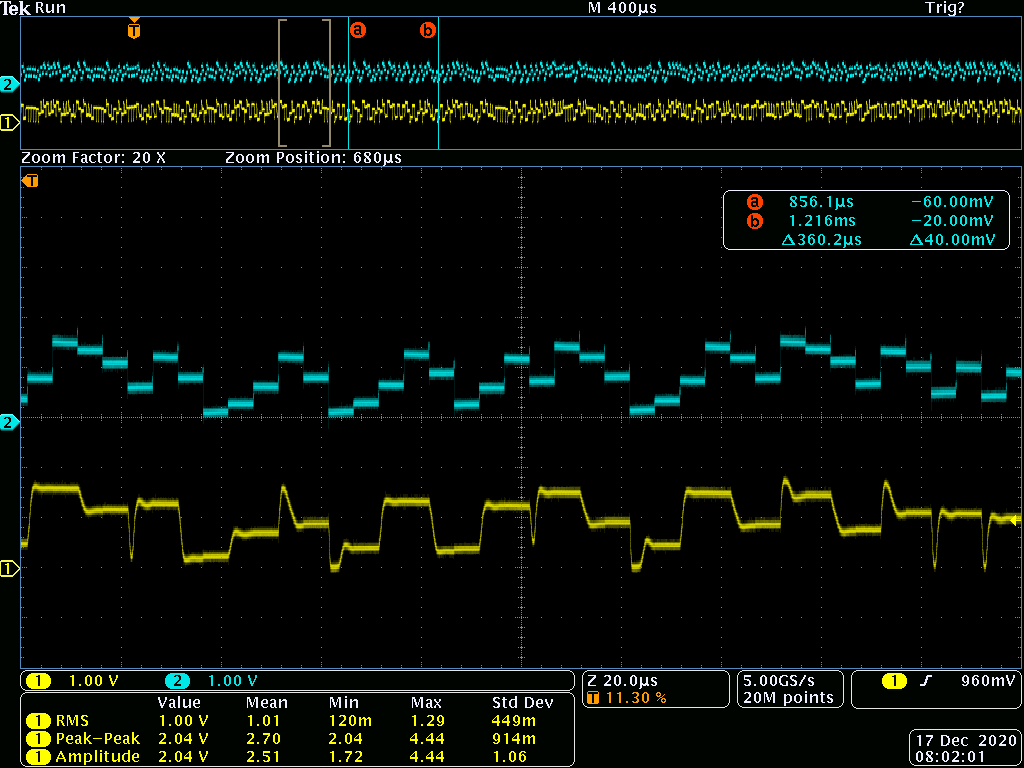 Tek Run M 400µs Trig?
T a b
2
1
Zoom Factor: 20 X Zoom Position: 680µs
T
a 856.1µs −60.00mV
b 1.216ms −20.00mV
Δ360.2µs Δ40.00mV
2
1
1 1.00 V 2 1.00 V Z 20.0µs 5.00GS/s 1 960mV
T 11.30 % 20M points
Value Mean Min Max Std Dev
1 RMS 1.00 V 1.01 120m 1.29 449m
1 Peak−Peak 2.04 V 2.70 2.04 4.44 914m
1 Amplitude 2.04 V 2.51 1.72 4.44 1.06
17 Dec 2020
08:02:01